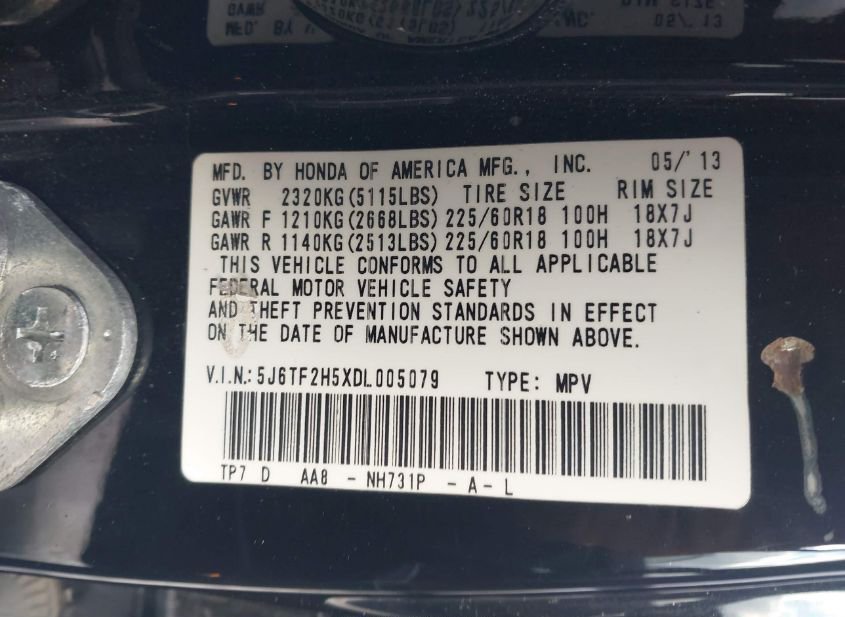 MFD. BY HONDA OF AMERICA MFG., INC. 05/'13
GVWR 2320KG(5115LBS) TIRE SIZE RIM SIZE
GAWR F 1210KG(2668LBS) 225/60R18 100H 18X7J
GAWR R 1140KG(2513LBS) 225/60R18 100H 18X7J
THIS VEHICLE CONFORMS TO ALL APPLICABLE
FEDERAL MOTOR VEHICLE SAFETY
AND THEFT PREVENTION STANDARDS IN EFFECT
ON THE DATE OF MANUFACTURE SHOWN ABOVE.
V.I.N.: 5J6TF2H5XDL005079 TYPE: MPV
TP7 D AA8 - NH731P - A - L